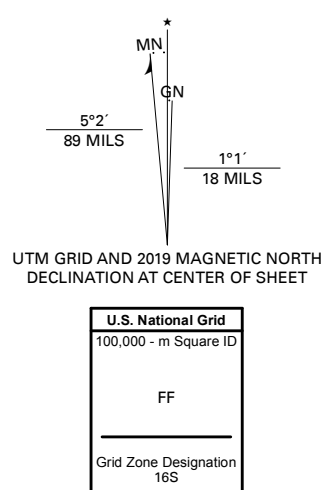 ★
M.N.
GN
5°2´
89 MILS
1°1´
18 MILS
UTM GRID AND 2019 MAGNETIC NORTH
DECLINATION AT CENTER OF SHEET
U.S. National Grid
100,000 - m Square ID
FF
Grid Zone Designation
16S